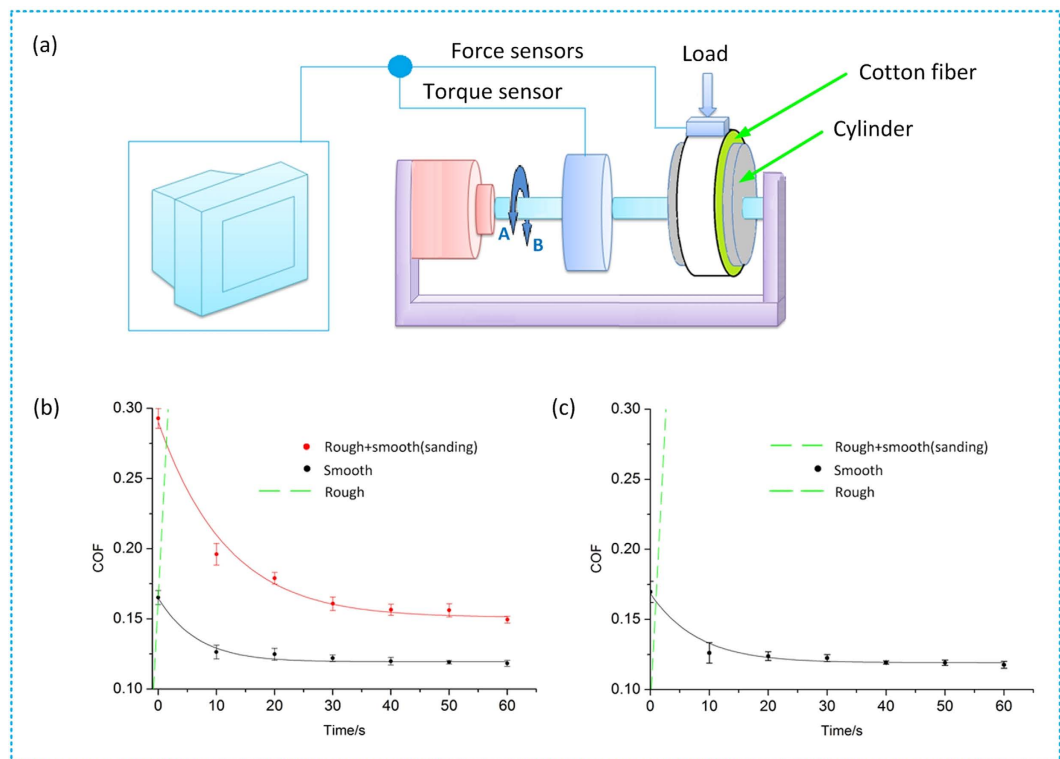 (a)
Force sensors
Load
Cotton fiber
Torque sensor
Cylinder
A
B
(b)
0.30
0.25
0.20
0.15
0.10
COF
Rough+smooth(sanding)
Smooth
Rough
0 10 20 30 40 50 60
Time/s
(c)
0.30
0.25
0.20
0.15
0.10
COF
Rough+smooth(sanding)
Smooth
Rough
0 10 20 30 40 50 60
Time/s